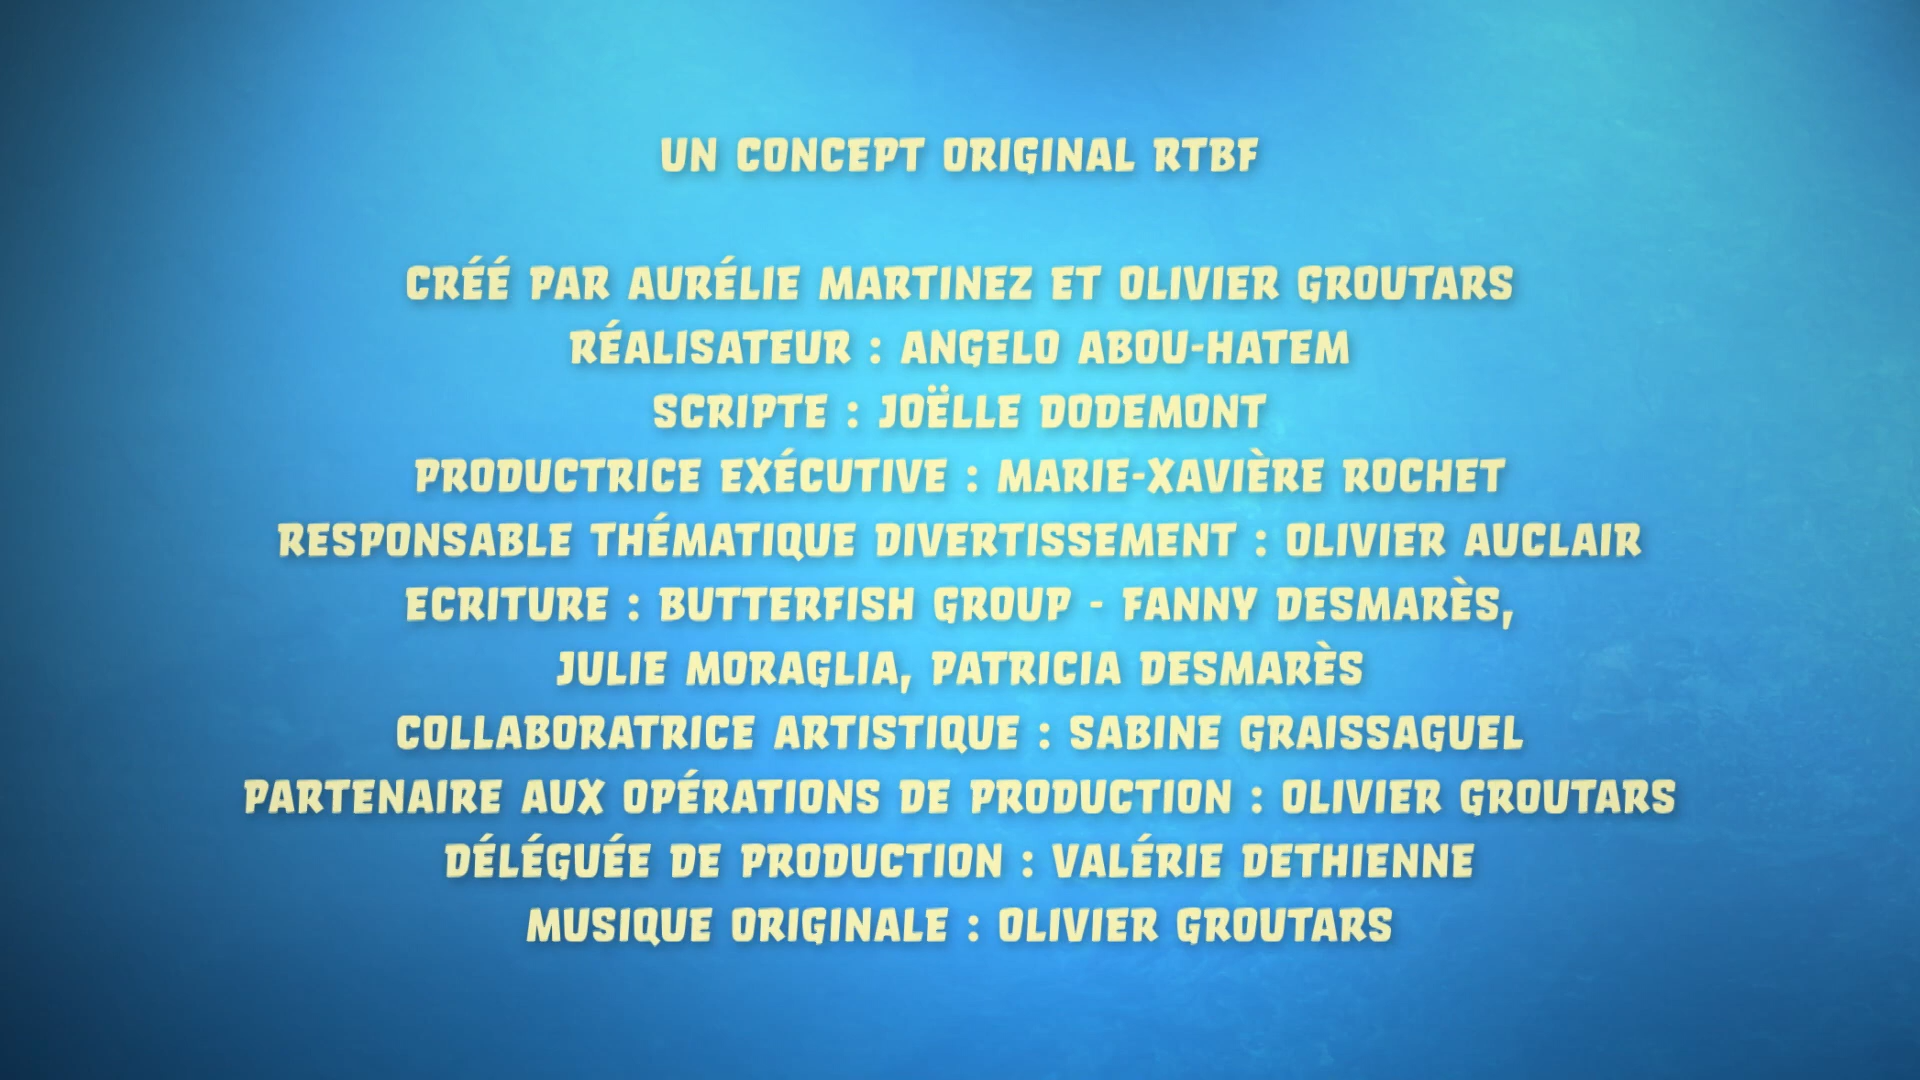 UN CONCEPT ORIGINAL RTBF
CRÉÉ PAR AURÉLIE MARTINEZ ET OLIVIER GROUTARS
RÉALISATEUR : ANGELO ABOU-HATEM
SCRIPTE : JOËLLE DODEMONT
PRODUCTRICE EXÉCUTIVE : MARIE-XAVIÈRE ROCHET
RESPONSABLE THÉMATIQUE DIVERTISSEMENT : OLIVIER AUCLAIR
ECRITURE : BUTTERFISH GROUP - FANNY DESMARÈS,
JULIE MORAGLIA, PATRICIA DESMARÈS
COLLABORATRICE ARTISTIQUE : SABINE GRAISSAGUEL
PARTENAIRE AUX OPÉRATIONS DE PRODUCTION : OLIVIER GROUTARS
DÉLÉGUÉE DE PRODUCTION : VALÉRIE DETHIENNE
MUSIQUE ORIGINALE : OLIVIER GROUTARS